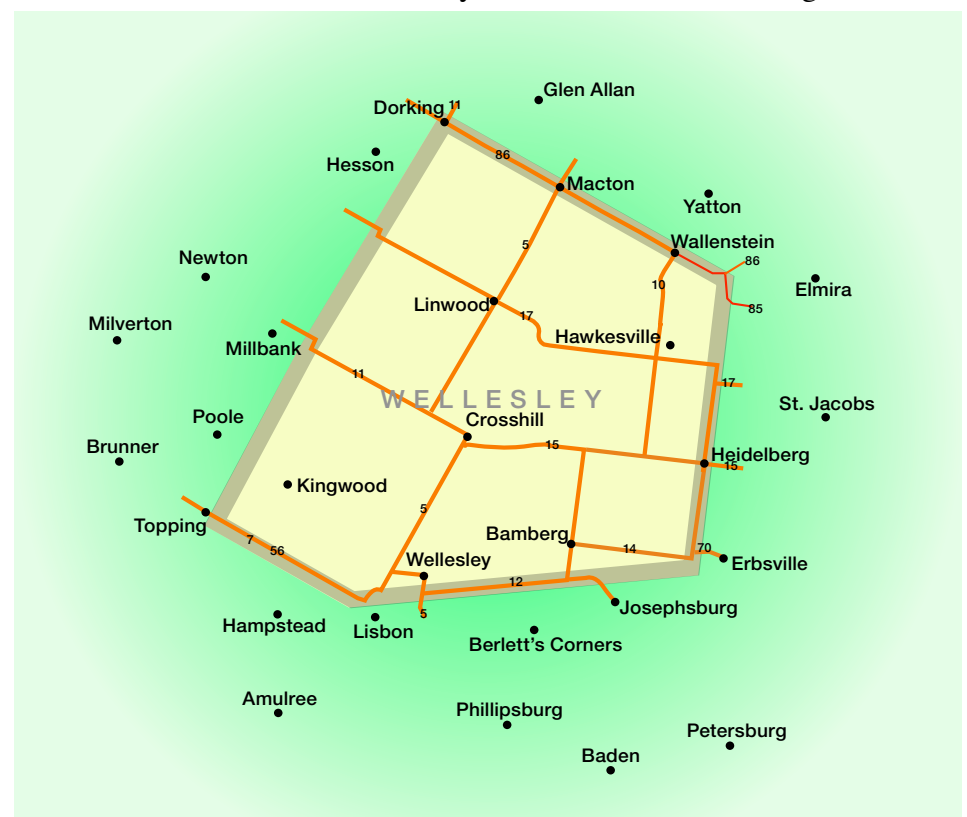 Glen Allan
Dorking 11
86
Hesson
Macton
Yatton
Wallenstein
5
86
Newton
10
Elmira
Linwood
85
17
Milverton
Hawkesville
Millbank
11
17
WELLESLEY
St. Jacobs
Poole
Crosshill
Brunner
15
Heidelberg
15
Kingwood
5
Topping
7
56
Bamberg
14
70
Wellesley
Erbsville
12
5
Josephsburg
Hampstead
Lisbon
Berlett's Corners
Amulree
Phillipsburg
Petersburg
Baden